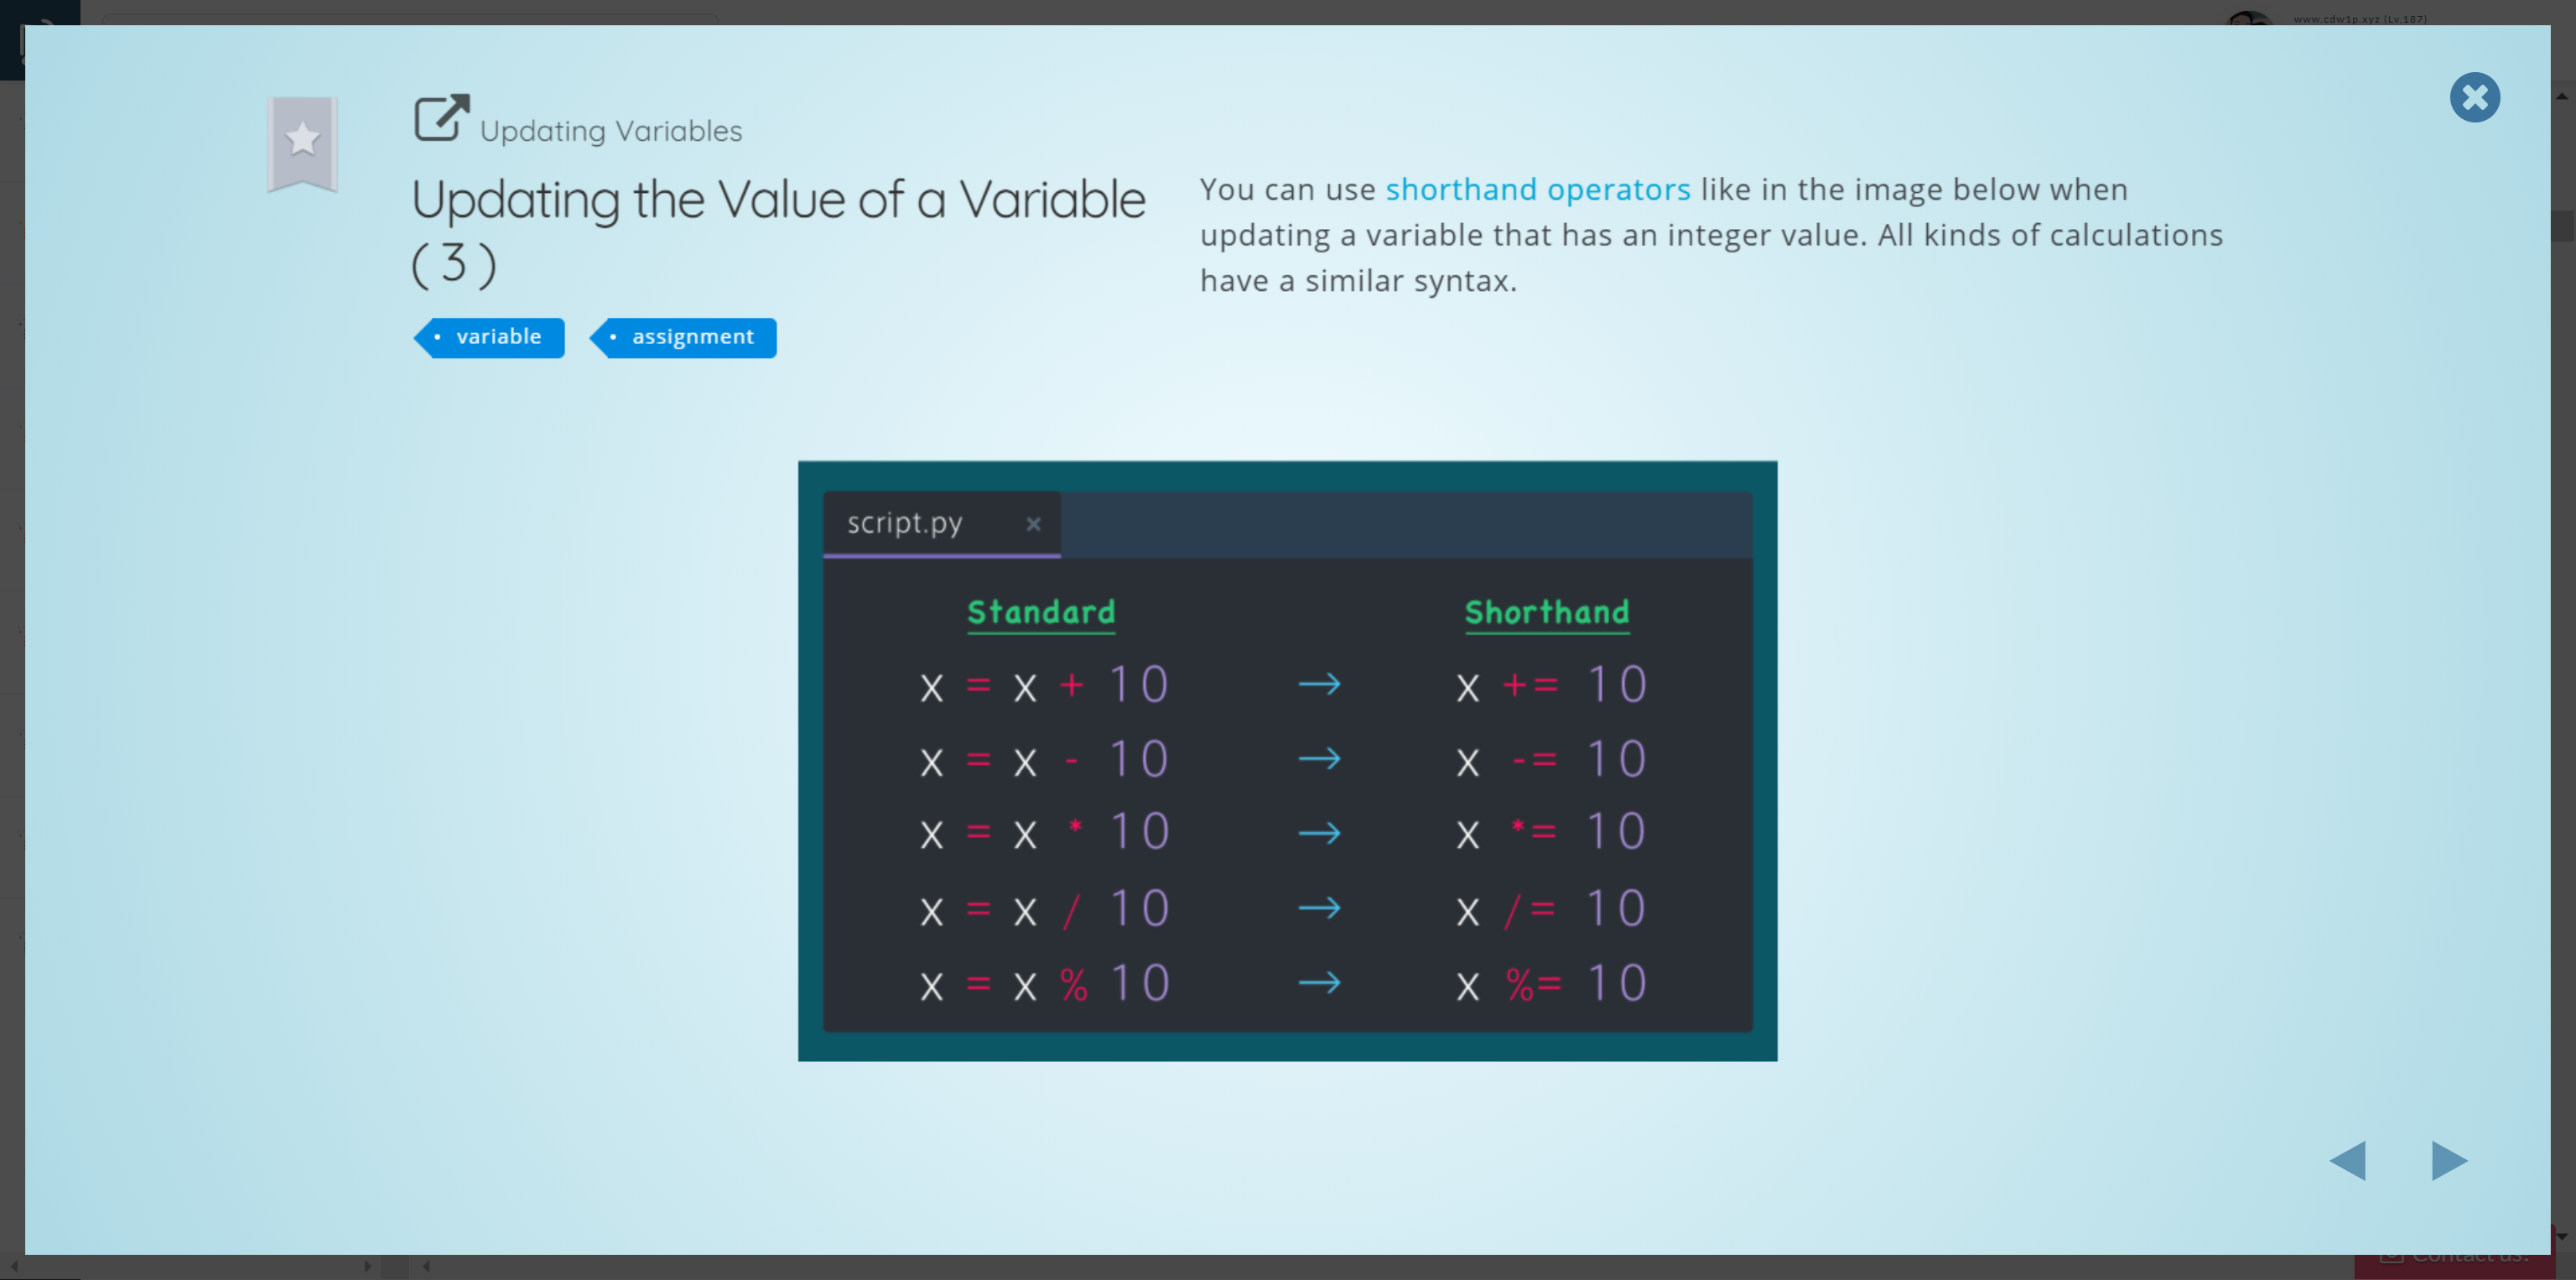 www.cdw1p.xyz (Lv.187)
Updating Variables
Updating the Value of a Variable
(3)
variable
assignment
You can use shorthand operators like in the image below when
updating a variable that has an integer value. All kinds of calculations
have a similar syntax.
script.py
Standard Shorthand
x = x + 10 → x += 10
x = x - 10 → x -= 10
x = x * 10 → x *= 10
x = x / 10 → x /= 10
x = x % 10 → x %= 10
Contact us!